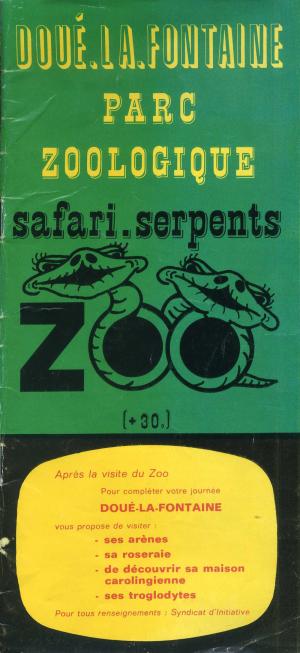 DOUÉ.LA.FONTAINE
PARC
ZOOLOGIQUE
safari.serpents
ZOO
(+30.)
Après la visite du Zoo
Pour compléter votre journée
DOUÉ-LA-FONTAINE
vous propose de visiter :
- ses arènes
- sa roseraie
- de découvrir sa maison
carolingienne
- ses troglodytes
Pour tous renseignements : Syndicat d'Initiative